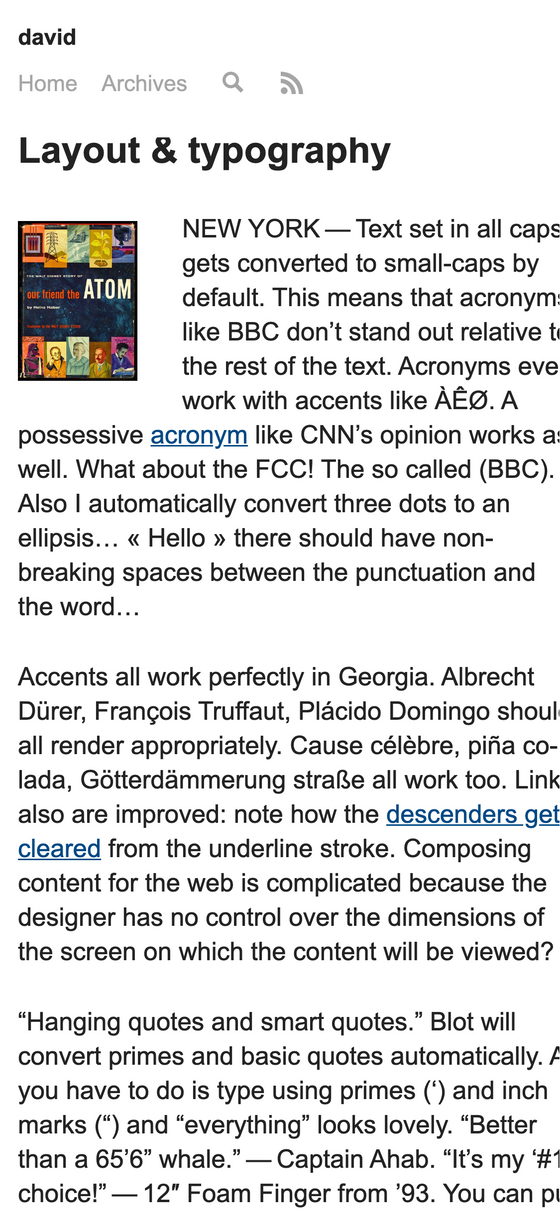 david
Home Archives
Layout & typography
THE WALT DISNEY STORY OF
our friend the ATOM
by Heinz Haber
NEW YORK — Text set in all caps
gets converted to small-caps by
default. This means that acronyms
like BBC don’t stand out relative to
the rest of the text. Acronyms eve
work with accents like ÀÊØ. A
possessive acronym like CNN’s opinion works as
well. What about the FCC! The so called (BBC).
Also I automatically convert three dots to an
ellipsis… « Hello » there should have non-
breaking spaces between the punctuation and
the word…
Accents all work perfectly in Georgia. Albrecht
Dürer, François Truffaut, Plácido Domingo shoul
all render appropriately. Cause célèbre, piña co-
lada, Götterdämmerung straße all work too. Link
also are improved: note how the descenders get
cleared from the underline stroke. Composing
content for the web is complicated because the
designer has no control over the dimensions of
the screen on which the content will be viewed?
“Hanging quotes and smart quotes.” Blot will
convert primes and basic quotes automatically. A
you have to do is type using primes (‘) and inch
marks (“) and “everything” looks lovely. “Better
than a 65’6” whale.” — Captain Ahab. “It’s my ‘#1
choice!” — 12″ Foam Finger from ’93. You can pu